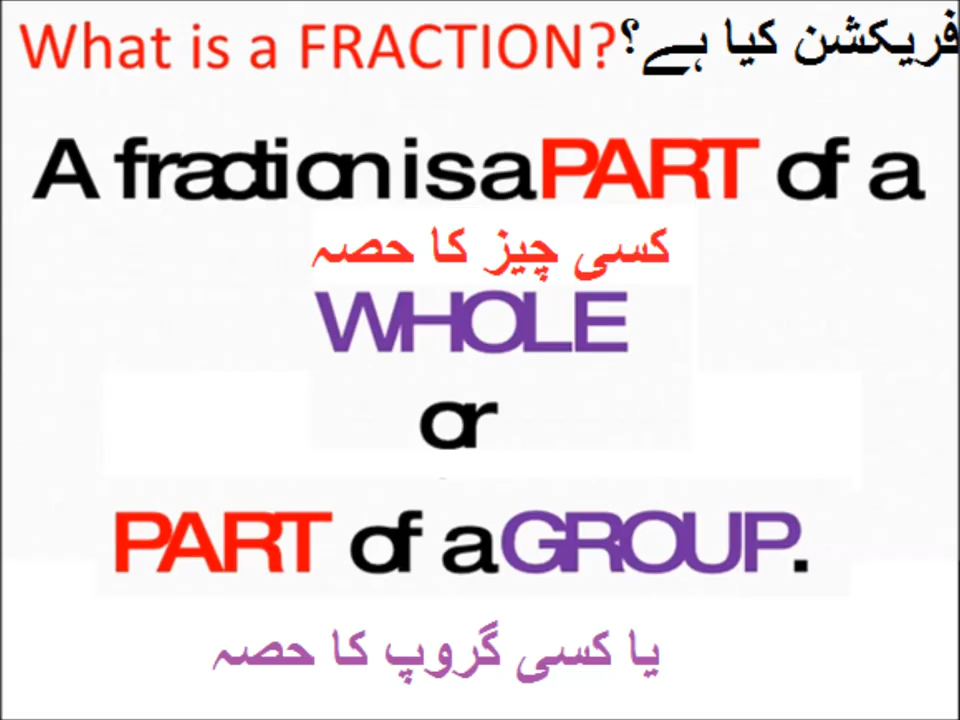 What is a FRACTION? فریکشن کیا ہے؟
A fraction is a PART of a
کسی چیز کا حصہ
WHOLE
or
PART of a GROUP.
یا کسی گروپ کا حصہ